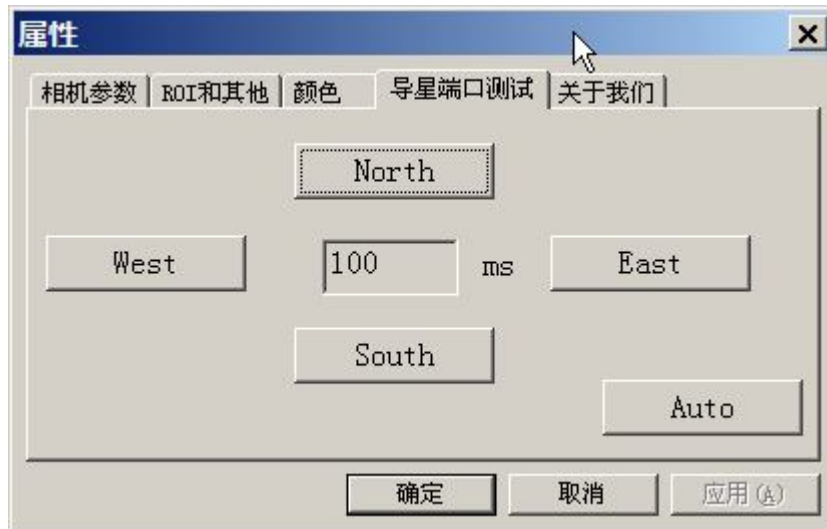 属性
相机参数 ROI和其他 颜色 导星端口测试 关于我们
North
West 100 ms East
South
Auto
确定 取消 应用(A)